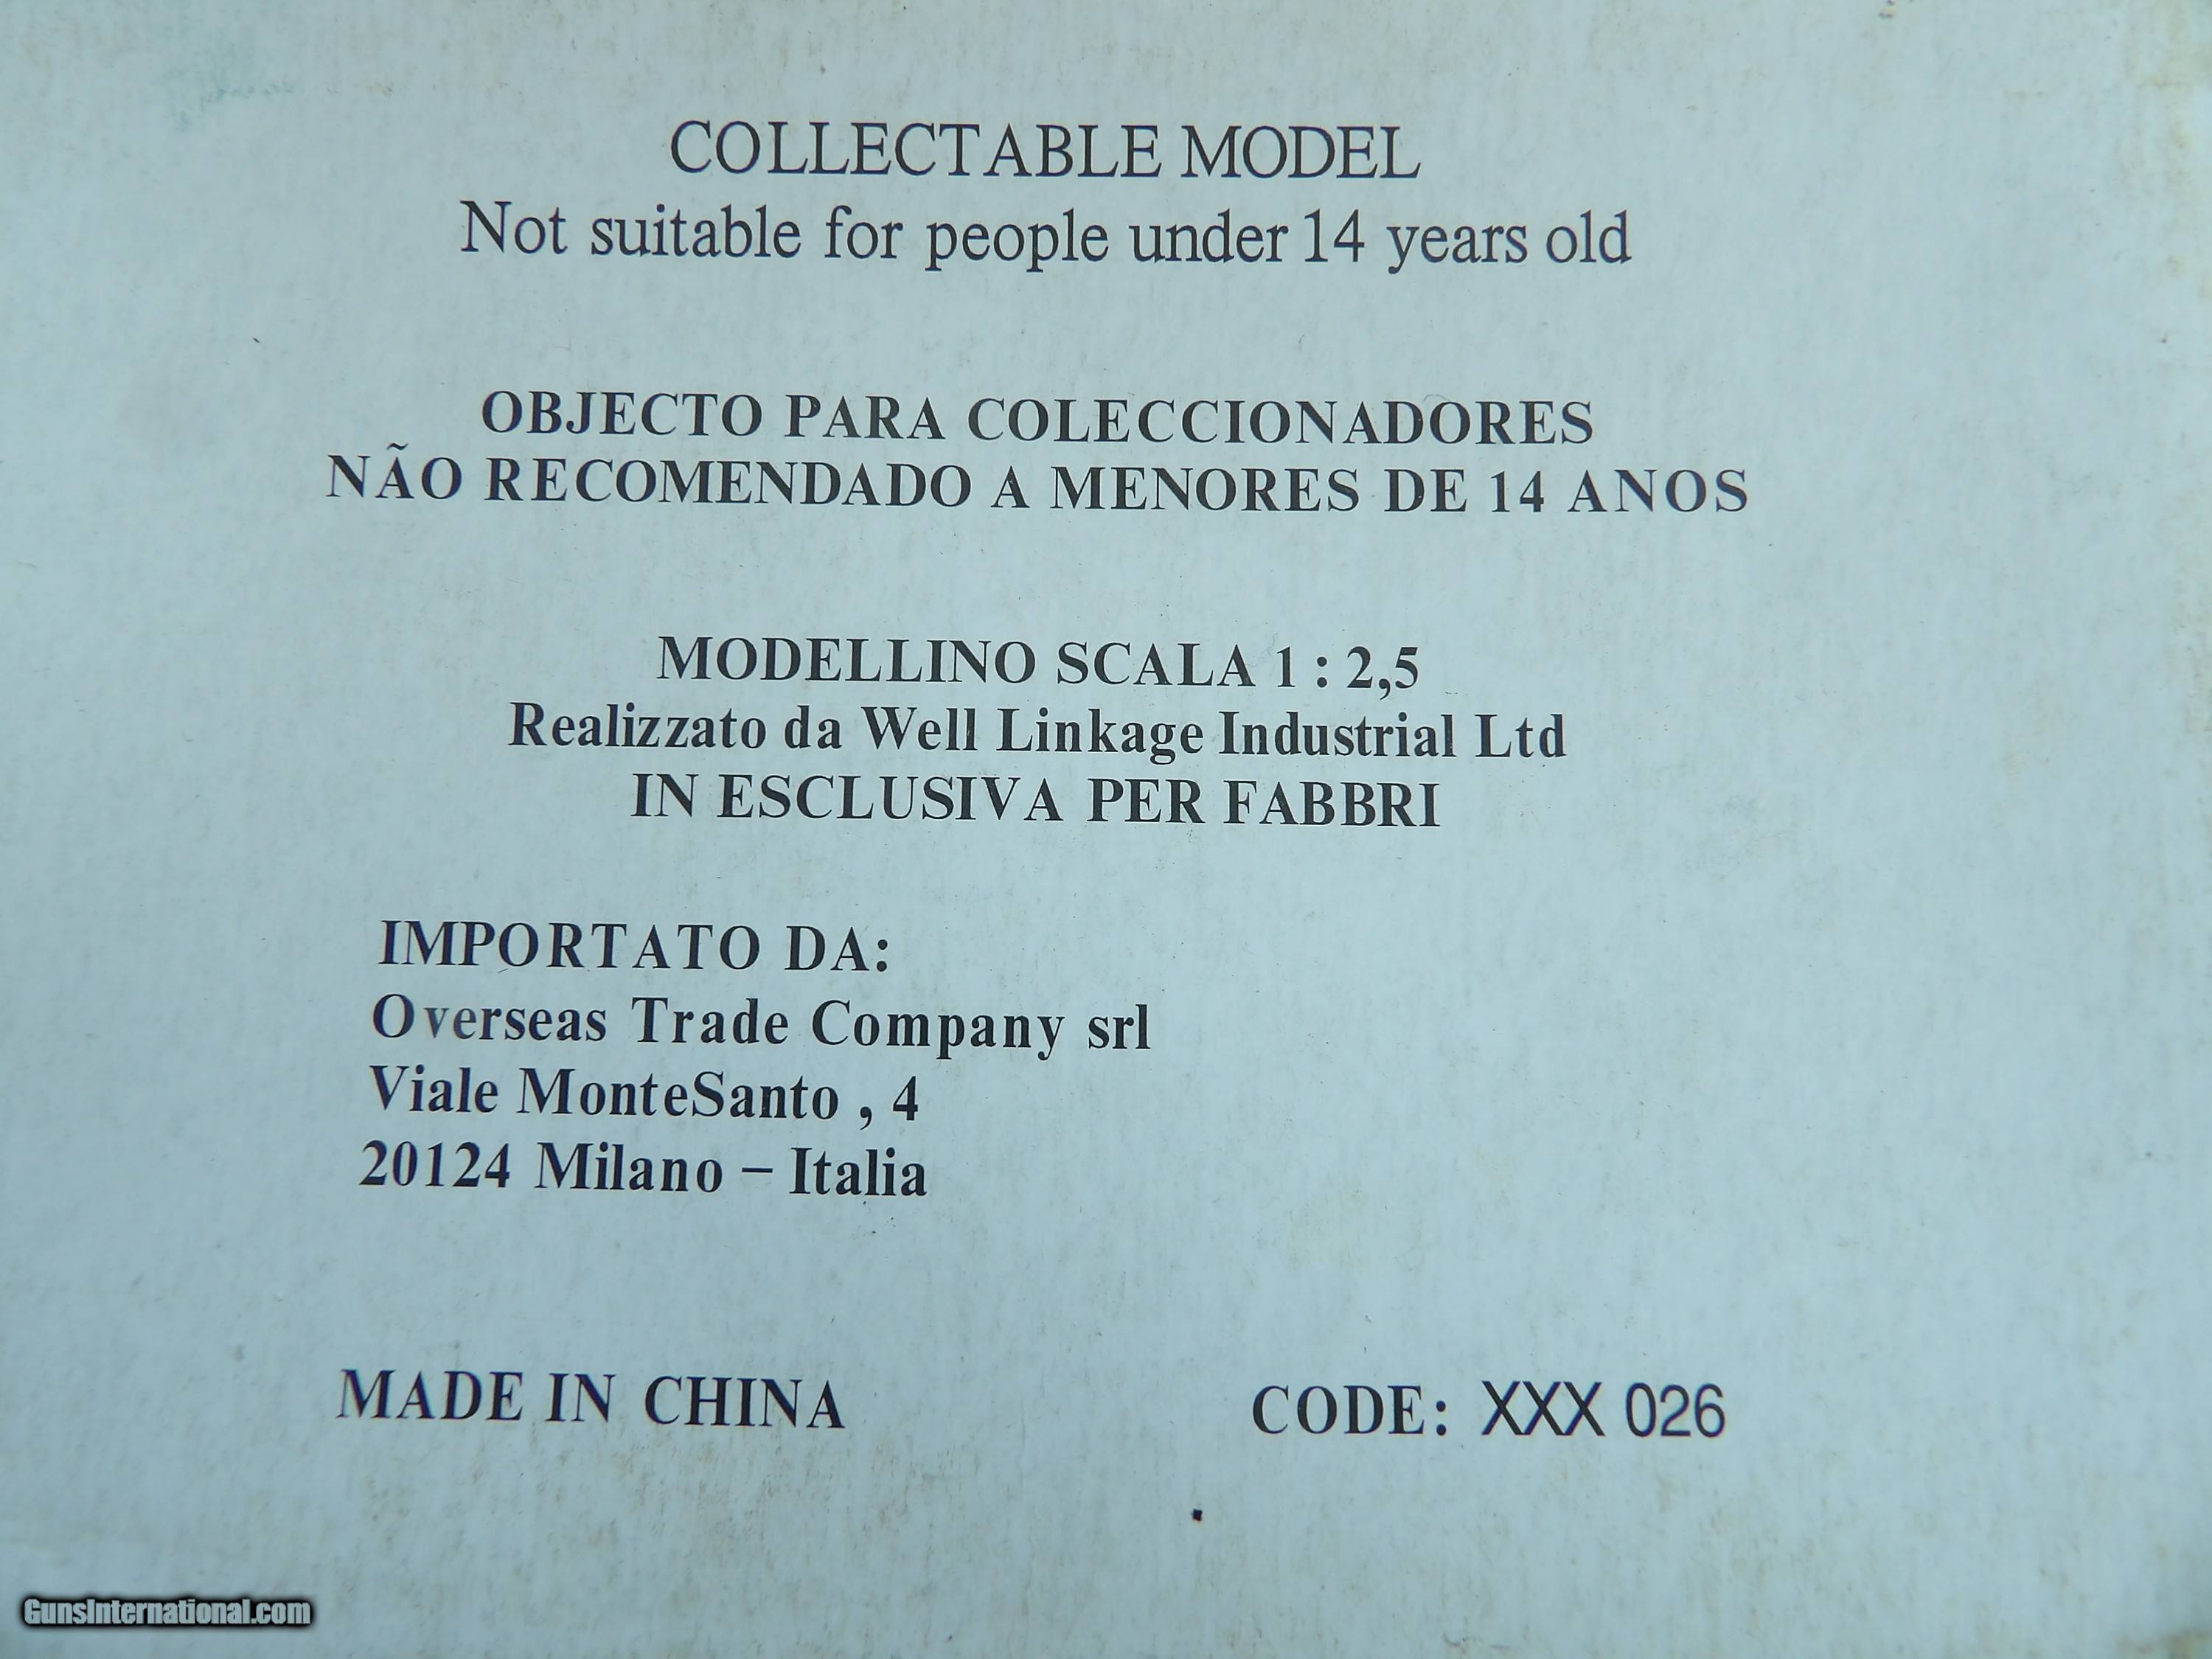 COLLECTABLE MODEL
Not suitable for people under 14 years old
OBJECTO PARA COLECCIONADORES
NÃO RECOMENDADO A MENORES DE 14 ANOS
MODELLINO SCALA 1 : 2,5
Realizzato da Well Linkage Industrial Ltd
IN ESCLUSIVA PER FABBRI
IMPORTATO DA:
Overseas Trade Company srl
Viale MonteSanto , 4
20124 Milano – Italia
MADE IN CHINA CODE: XXX 026
GunsInternational.com